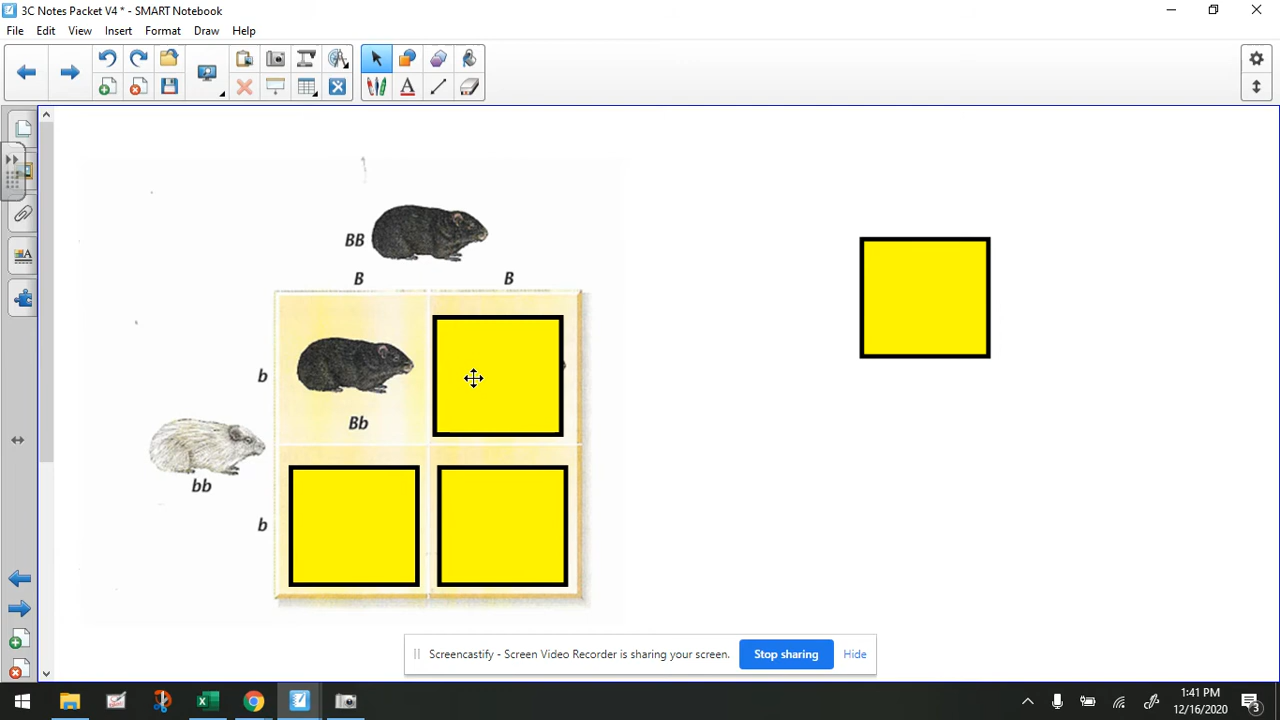 3C Notes Packet V4 * - SMART Notebook
File Edit View Insert Format Draw Help
BB
B B
b
Bb
bb
b
Screencastify - Screen Video Recorder is sharing your screen. Stop sharing Hide
1:41 PM
12/16/2020
3